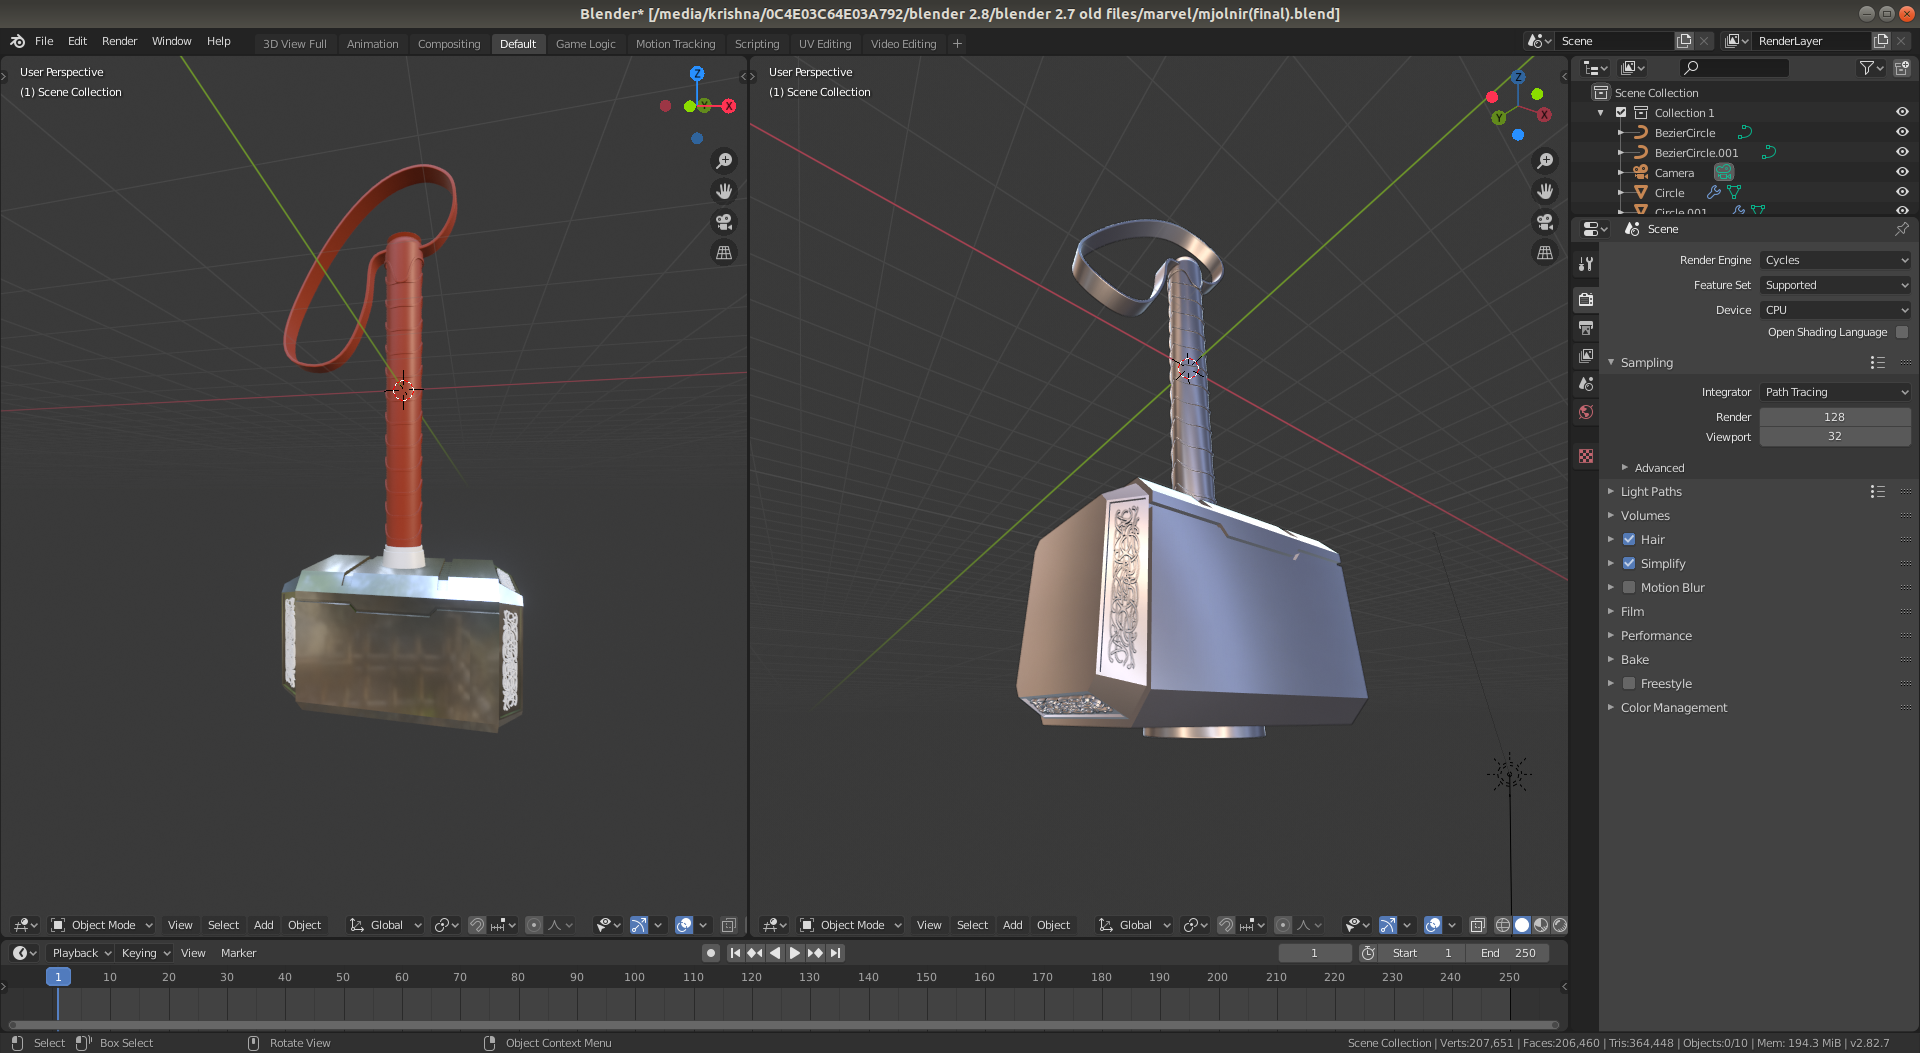 Blender* [/media/krishna/0C4E03C64E03A792/blender 2.8/blender 2.7 old files/marvel/mjolnir(final).blend]
File Edit Render Window Help 3D View Full Animation Compositing Default Game Logic Motion Tracking Scripting UV Editing Video Editing + Scene RenderLayer
User Perspective
(1) Scene Collection
Z
Y X
User Perspective
(1) Scene Collection
Z
Y X
Scene Collection
Collection 1
BezierCircle
BezierCircle.001
Camera
Circle
Circle.001
Scene
Render Engine Cycles
Feature Set Supported
Device CPU
Open Shading Language
Sampling
Integrator Path Tracing
Render 128
Viewport 32
Advanced
Light Paths
Volumes
Hair
Simplify
Motion Blur
Film
Performance
Bake
Freestyle
Color Management
Object Mode View Select Add Object Global
Object Mode View Select Add Object Global
Playback Keying View Marker 1 Start 1 End 250
1 10 20 30 40 50 60 70 80 90 100 110 120 130 140 150 160 170 180 190 200 210 220 230 240 250
Select Box Select Rotate View Object Context Menu Scene Collection | Verts:207,651 | Faces:206,460 | Tris:364,448 | Objects:0/10 | Mem: 194.3 MiB | v2.82.7